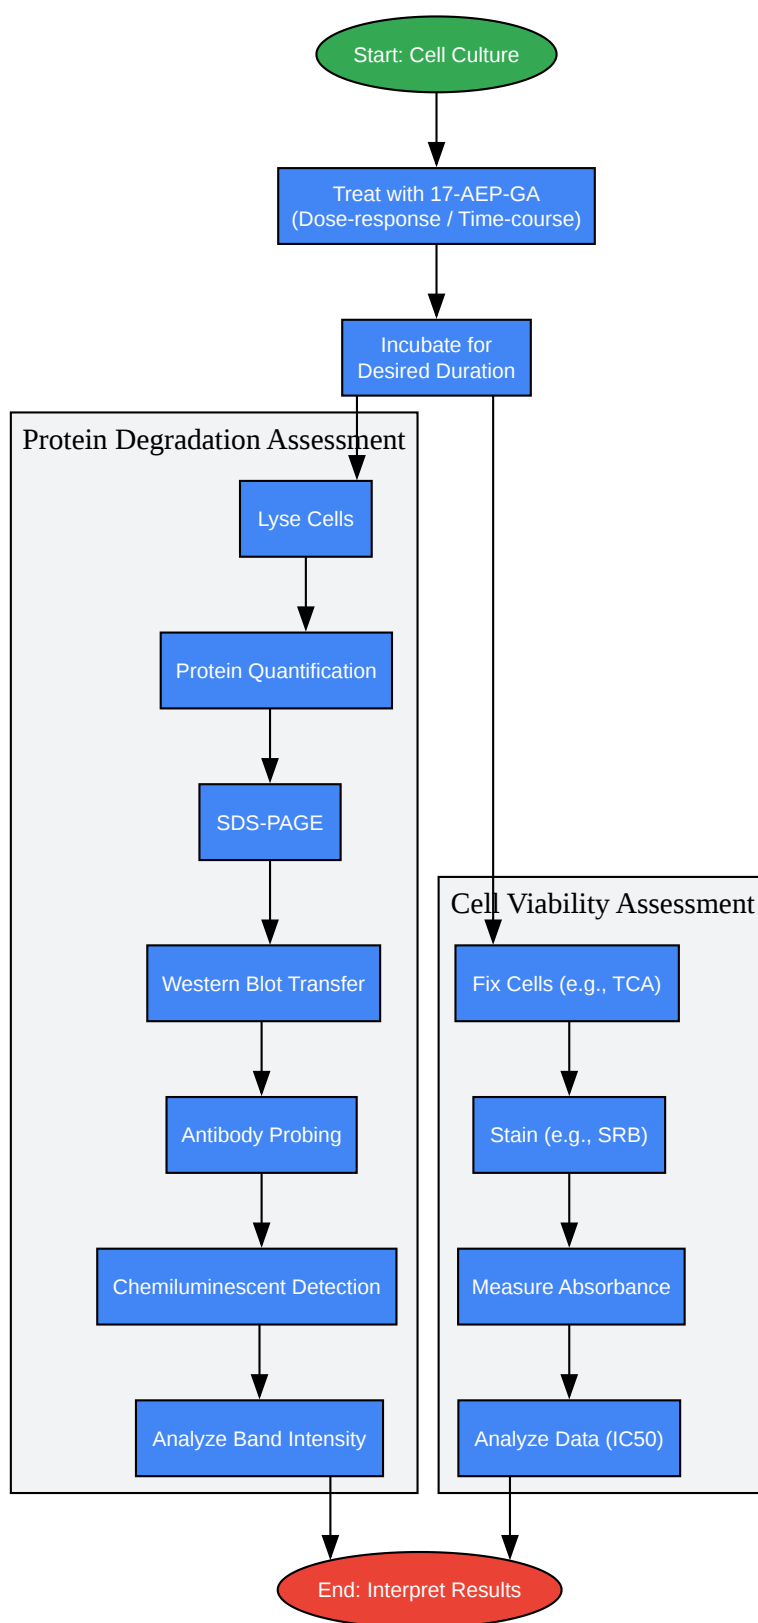 Start: Cell Culture
Treat with 17-AEP-GA
(Dose-response / Time-course)
Incubate for
Desired Duration
Protein Degradation Assessment
Lyse Cells
Protein Quantification
SDS-PAGE
Western Blot Transfer
Antibody Probing
Chemiluminescent Detection
Analyze Band Intensity
Cell Viability Assessment
Fix Cells (e.g., TCA)
Stain (e.g., SRB)
Measure Absorbance
Analyze Data (IC50)
End: Interpret Results